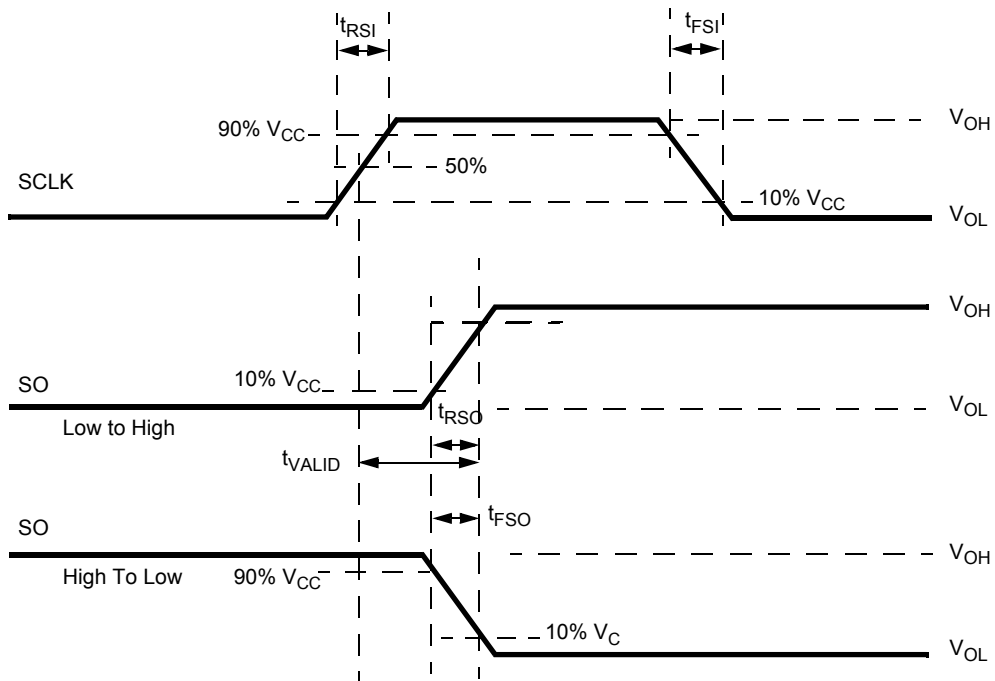 tRSI
tFSI
90% VCC
VOH
50%
SCLK
10% VCC
VOL
VOH
SO
10% VCC
tRSO
VOL
Low to High
tVALID
tFSO
SO
VOH
High To Low
90% VCC
10% VC
VOL